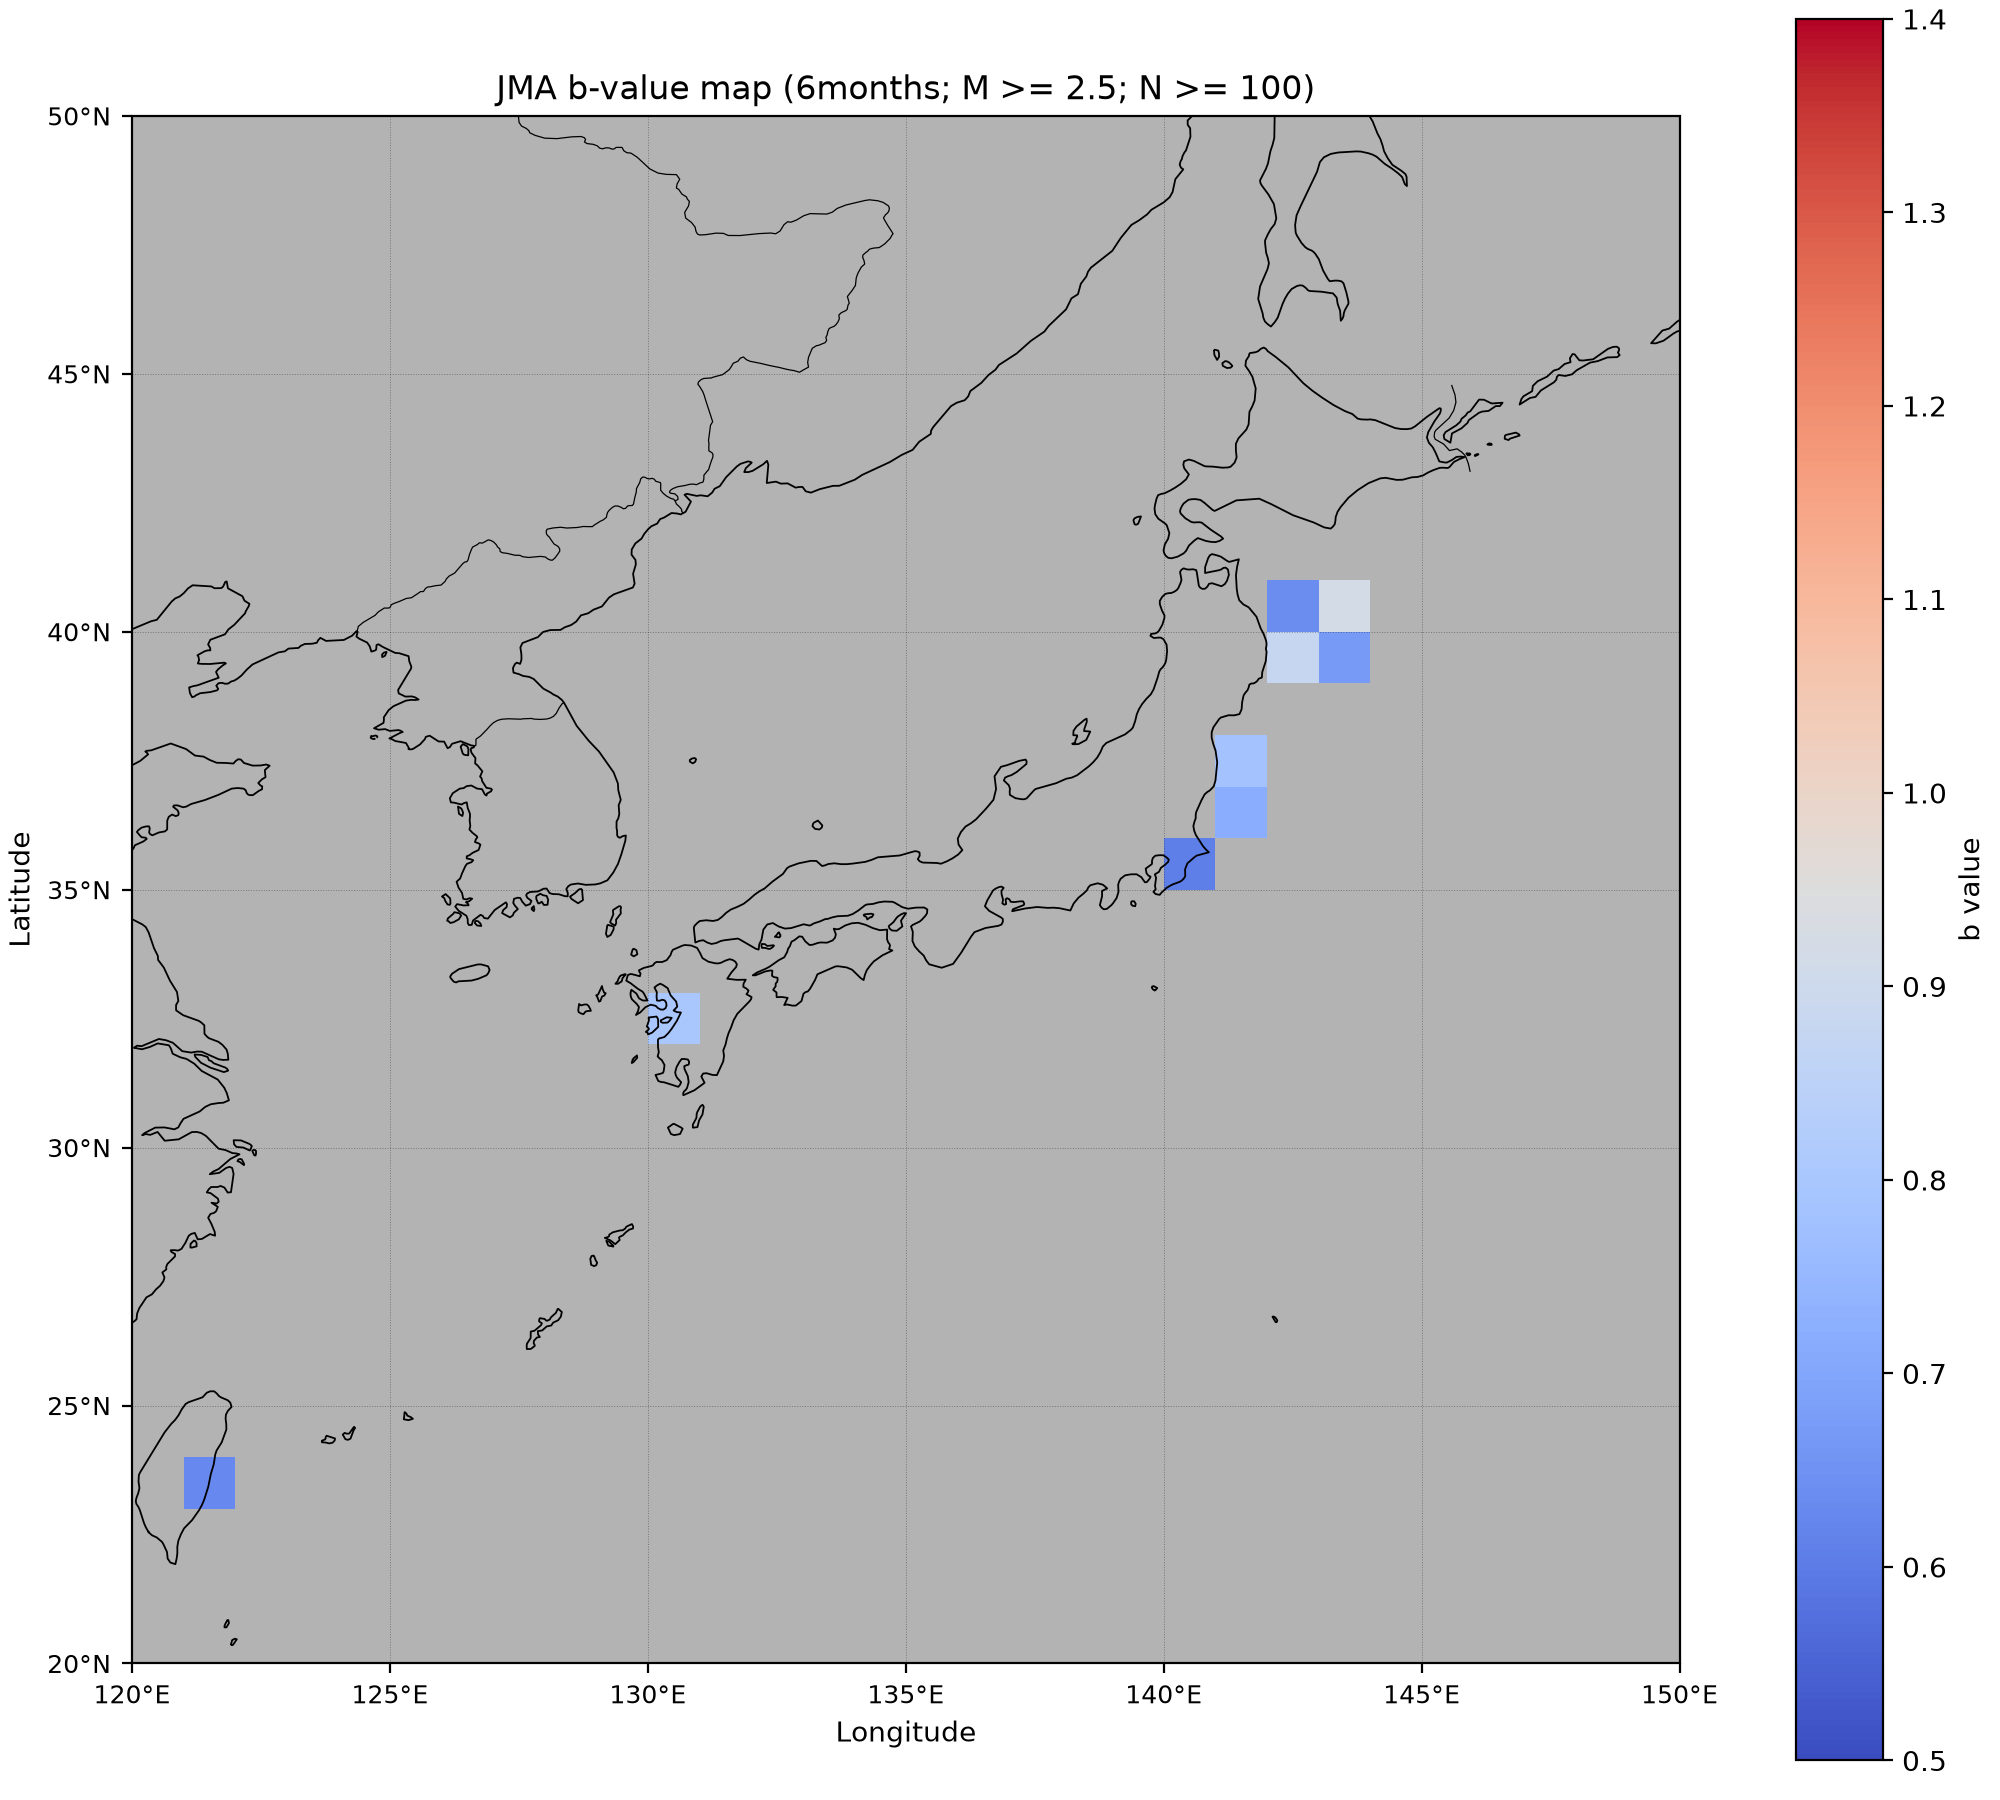 JMA b-value map (6months; M >= 2.5; N >= 100)
50°N
45°N
40°N
35°N
30°N
25°N
20°N
Latitude
120°E
125°E
130°E
135°E
140°E
145°E
150°E
Longitude
1.4
1.3
1.2
1.1
1.0
0.9
0.8
0.7
0.6
0.5
b value